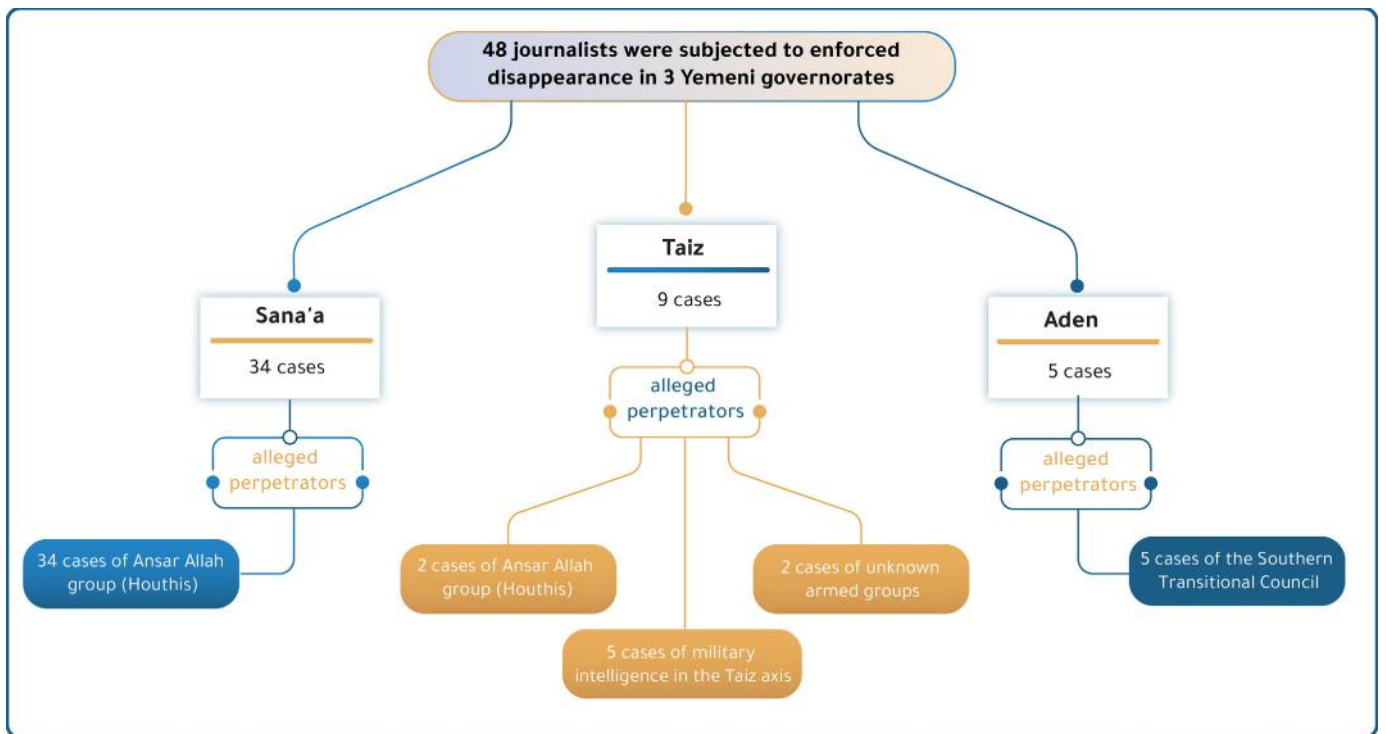 48 journalists were subjected to enforced
disappearance in 3 Yemeni governorates
Sana'a
34 cases
alleged
perpetrators
34 cases of Ansar Allah
group (Houthis)
Taiz
9 cases
alleged
perpetrators
2 cases of Ansar Allah
group (Houthis)
5 cases of military
intelligence in the Taiz axis
2 cases of unknown
armed groups
Aden
5 cases
alleged
perpetrators
5 cases of the Southern
Transitional Council